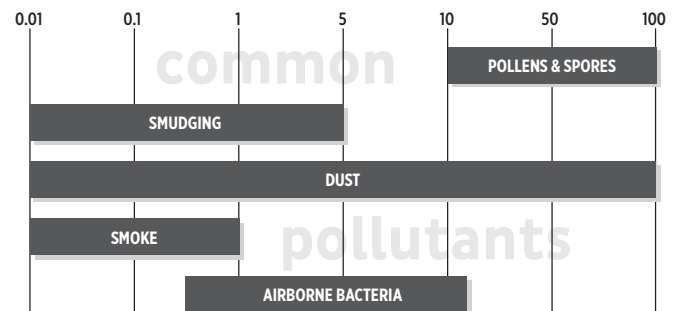 0.01 0.1 1 5 10 50 100
common
POLLENS & SPORES
SMUDGING
DUST
SMOKE
pollutants
AIRBORNE BACTERIA